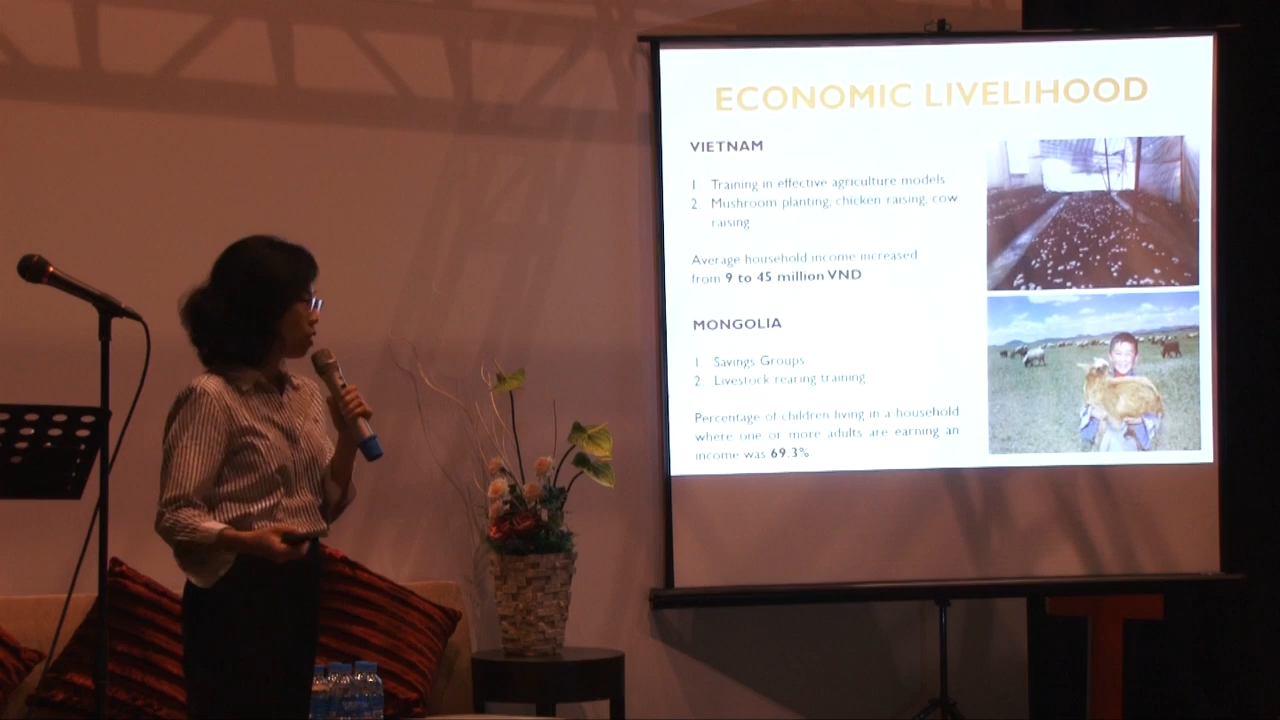 ECONOMIC LIVELIHOOD
VIETNAM
1. Training in effective agriculture models
2. Mushroom planting, chicken raising, cow
raising
Average household income increased
from 9 to 45 million VND
MONGOLIA
1. Savings Groups
2. Livestock rearing training
Percentage of children living in a household
where one or more adults are earning an
income was 69.3%
T